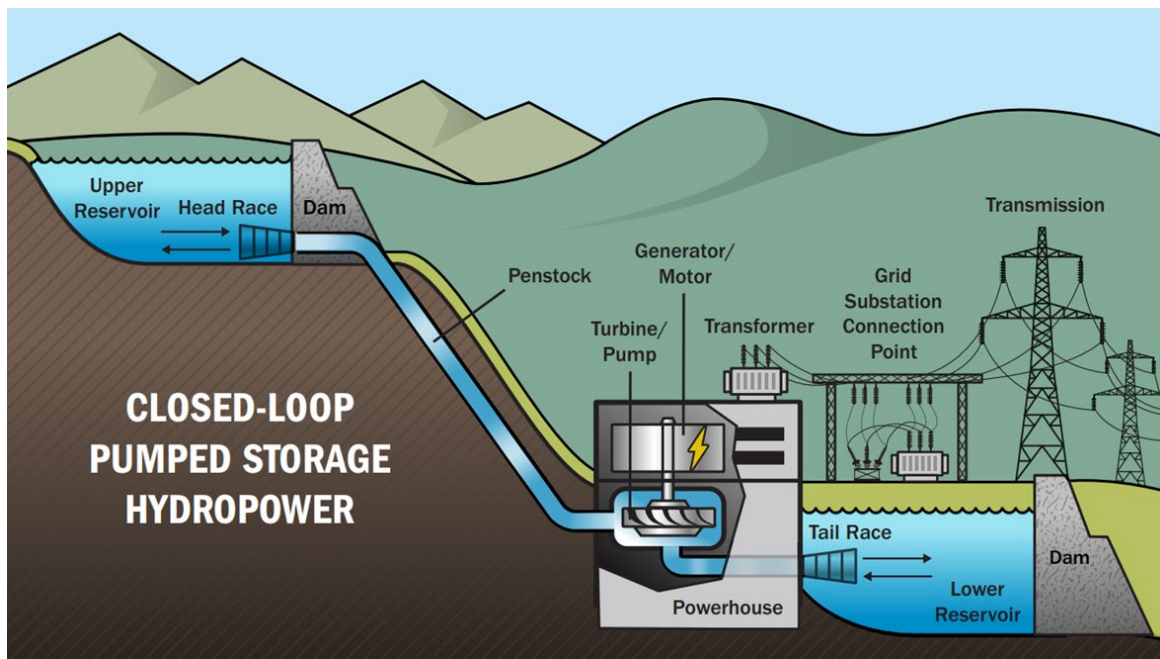 Upper
Reservoir
Head Race
Dam
Penstock
Generator/
Motor
Turbine/
Pump
Transformer
Grid
Substation
Connection
Point
Transmission
CLOSED-LOOP
PUMPED STORAGE
HYDROPOWER
Tail Race
Dam
Lower
Reservoir
Powerhouse